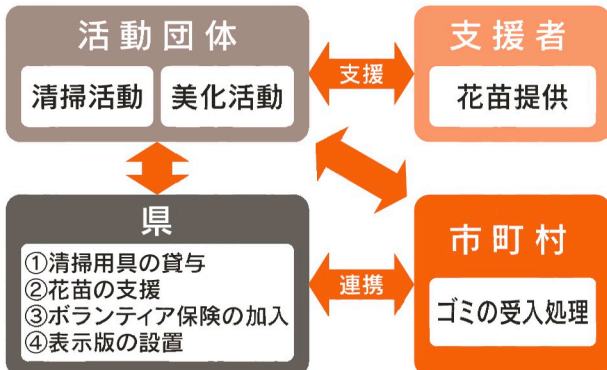 活動団体
清掃活動
美化活動
支援
支援者
花苗提供
県
①清掃用具の貸与
②花苗の支援
③ボランティア保険の加入
④表示版の設置
連携
市町村
ゴミの受入処理